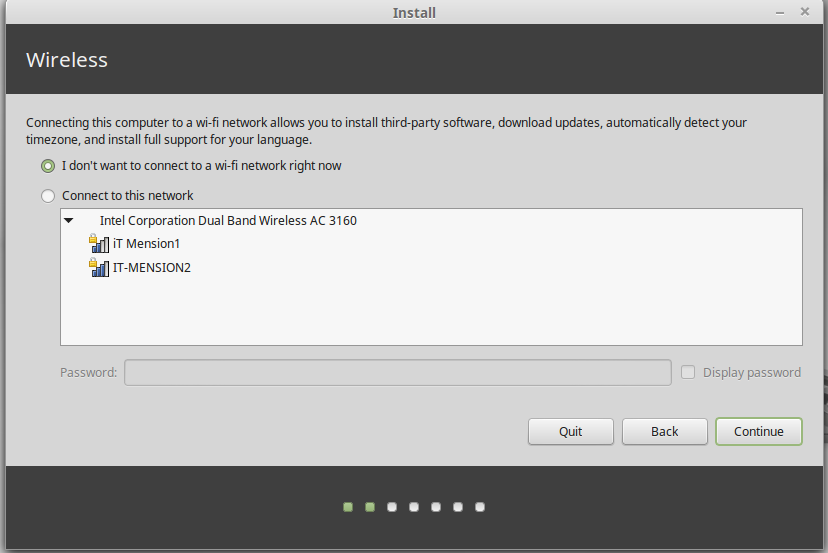 Install
Wireless
Connecting this computer to a wi-fi network allows you to install third-party software, download updates, automatically detect your
timezone, and install full support for your language.
I don't want to connect to a wi-fi network right now
Connect to this network
Intel Corporation Dual Band Wireless AC 3160
iT Mension1
IT-MENSION2
Password:
Display password
Quit
Back
Continue